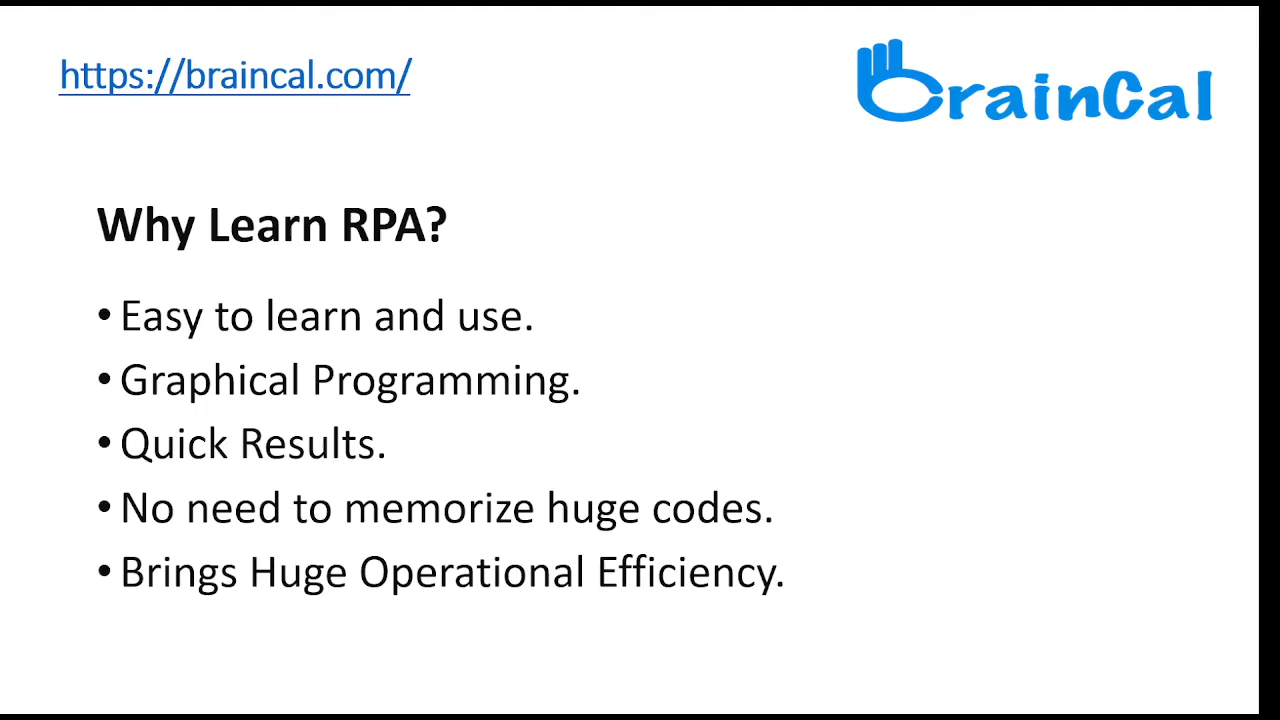 https://braincal.com/
BrainCal
Why Learn RPA?
• Easy to learn and use.
• Graphical Programming.
• Quick Results.
• No need to memorize huge codes.
• Brings Huge Operational Efficiency.